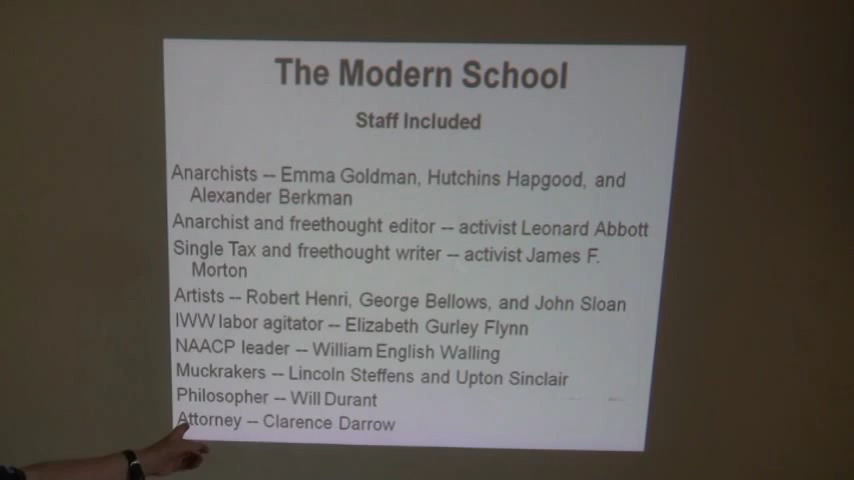 The Modern School
Staff Included
Anarchists -- Emma Goldman, Hutchins Hapgood, and
Alexander Berkman
Anarchist and freethought editor -- activist Leonard Abbott
Single Tax and freethought writer -- activist James F.
Morton
Artists -- Robert Henri, George Bellows, and John Sloan
IWW labor agitator -- Elizabeth Gurley Flynn
NAACP leader -- William English Walling
Muckrakers -- Lincoln Steffens and Upton Sinclair
Philosopher -- Will Durant
Attorney -- Clarence Darrow